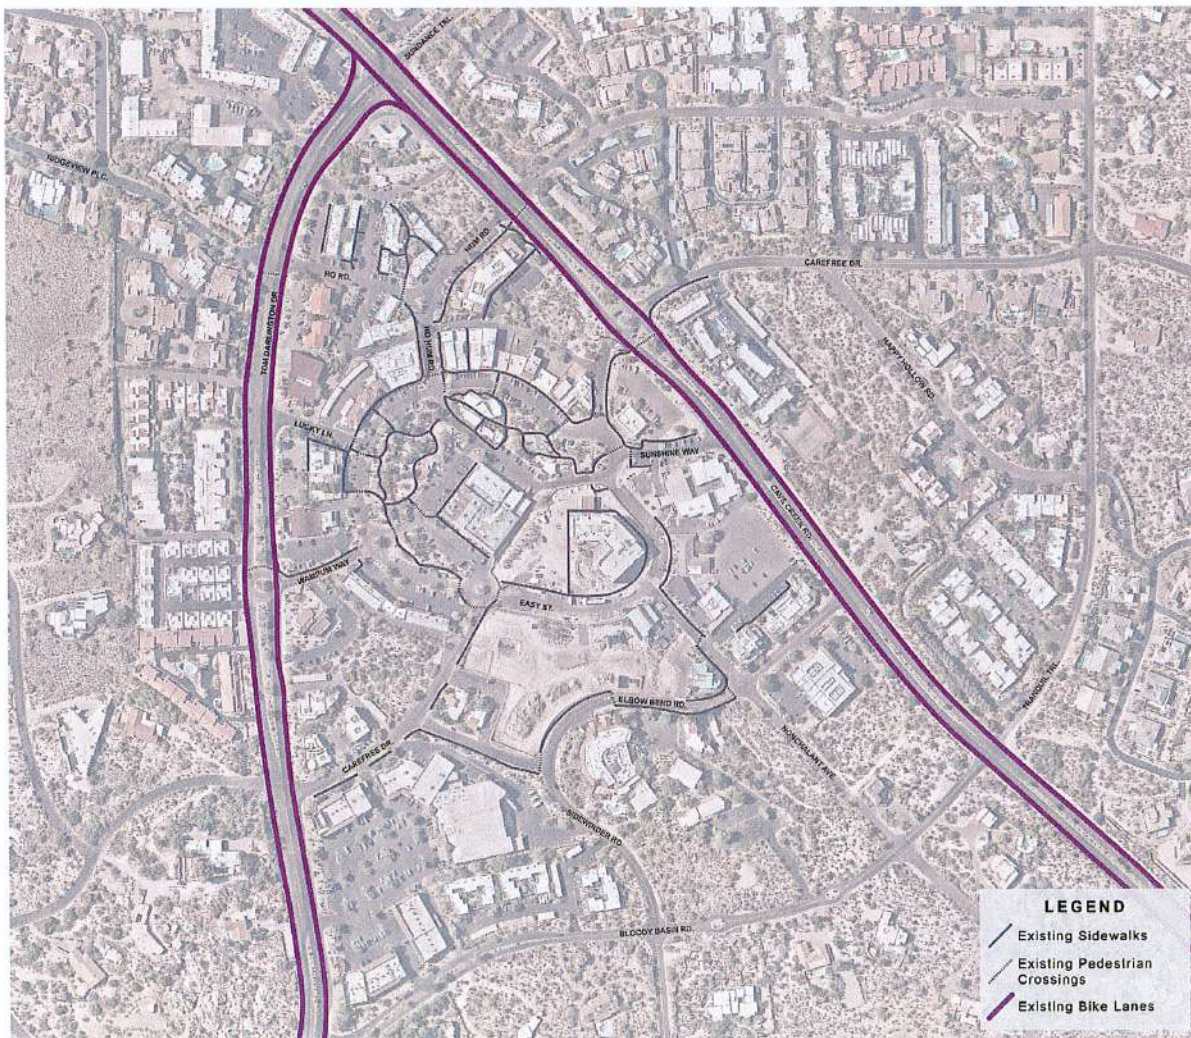 SUNDANCE TRL.
RIDGEVIEW PLC.
HUM RD.
HO RD.
CAREFREE DR.
TOM DARLINGTON DR.
HO HUM RD.
HAPPY HOLLOW RD.
LUCKY LN.
SUNSHINE WAY
CAVE CREEK RD.
WAMPUM WAY
EASY ST.
TRANQUIL TRL.
ELBOW BEND RD.
NONCHALANT AVE.
CAREFREE DR.
SIDEWINDER RD.
BLOODY BASIN RD.
LEGEND
Existing Sidewalks
Existing Pedestrian
Crossings
Existing Bike Lanes